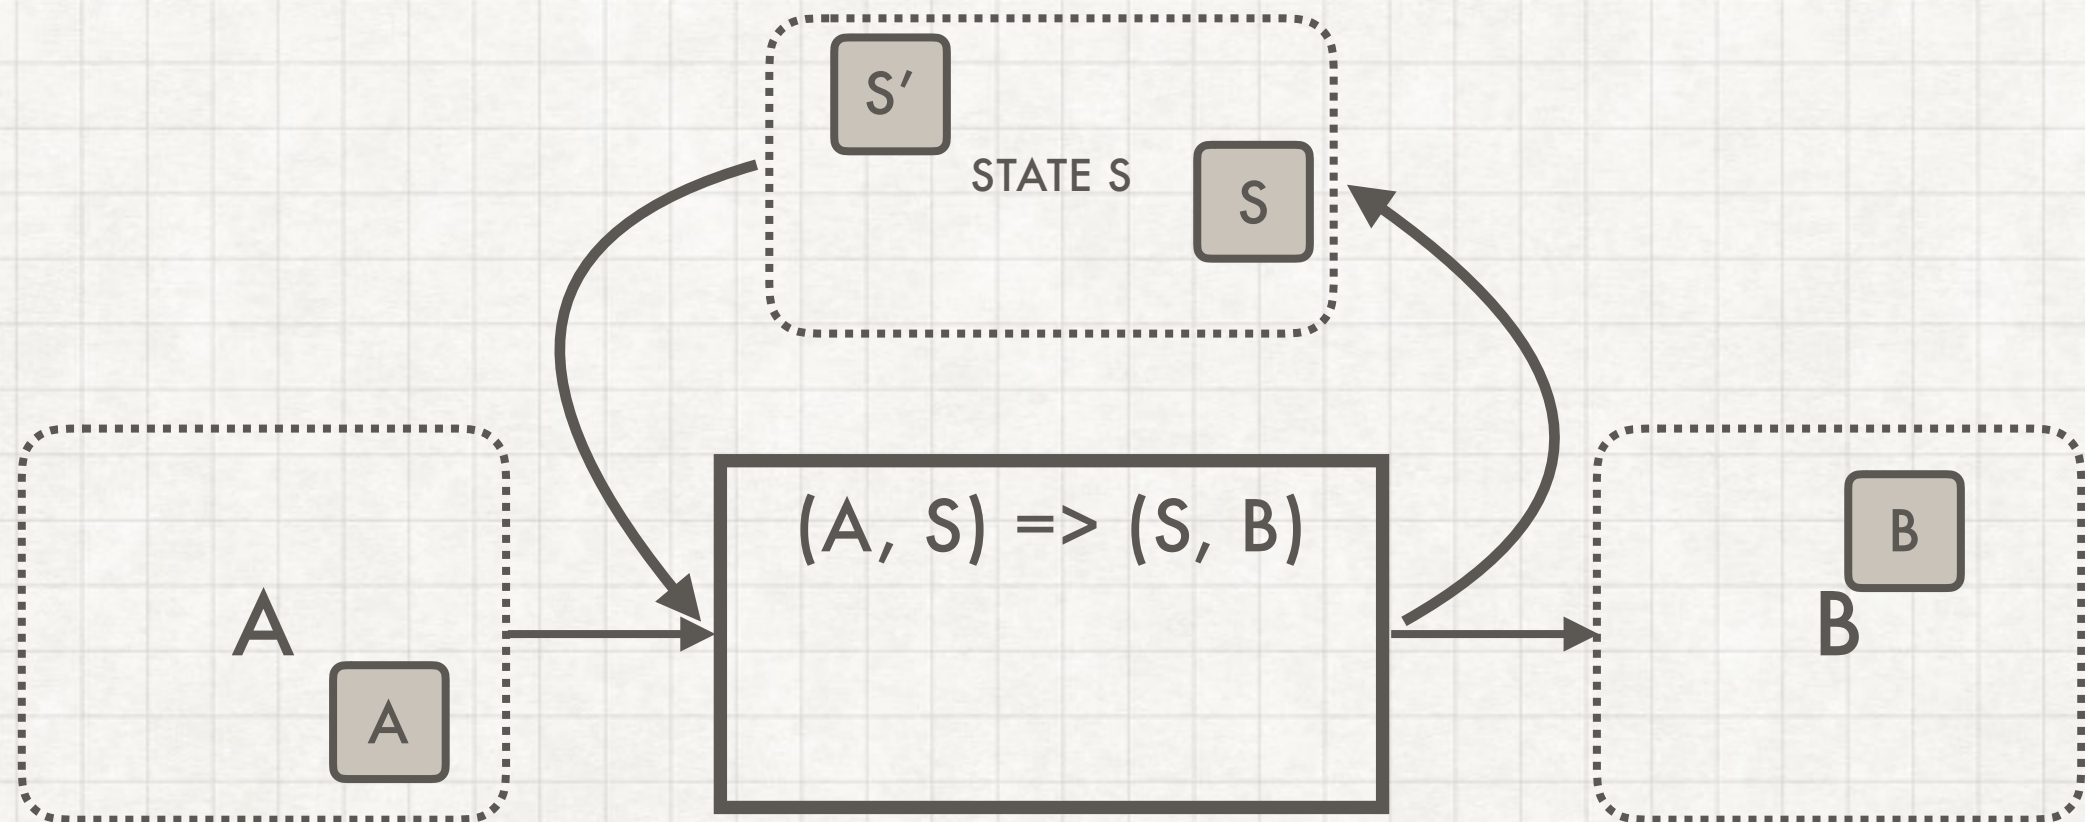 S′
STATE S
S
(A, S) => (S, B)
A
A
B
B